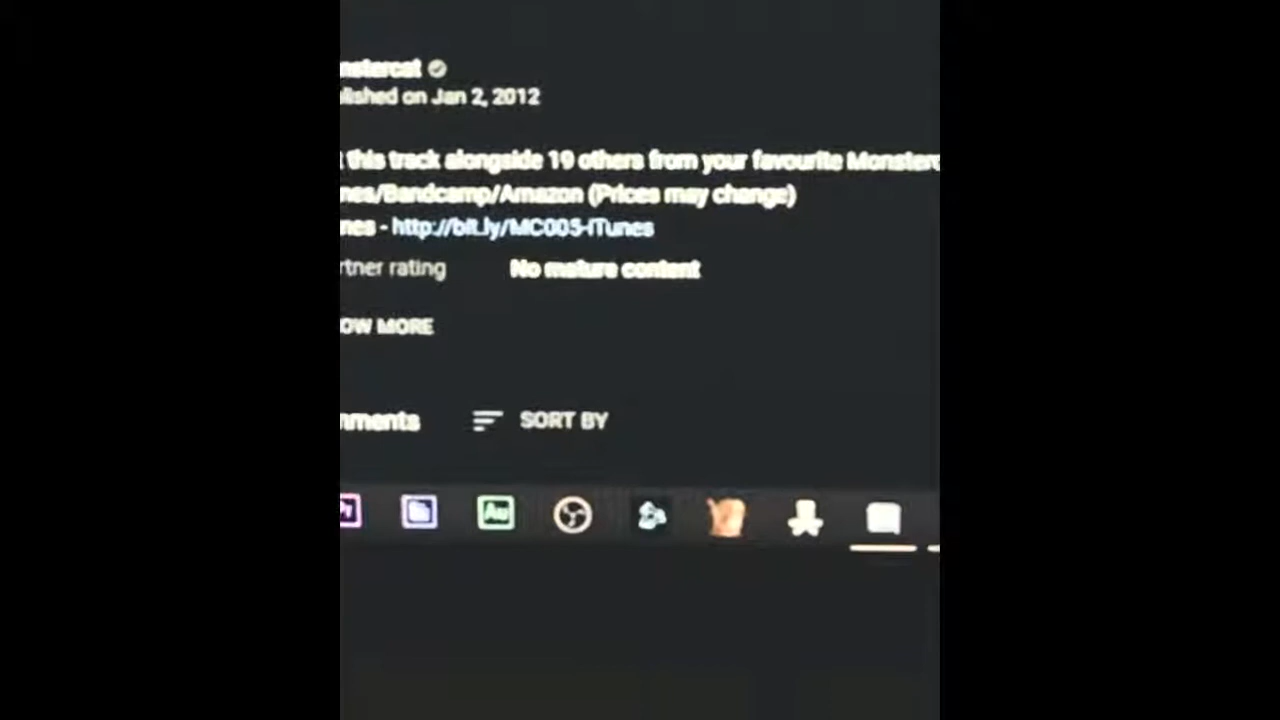 nstercat
lished on Jan 2, 2012
t this track alongside 19 others from your favourite Monsterc
nes/Bandcamp/Amazon (Prices may change)
nes - http://bit.ly/MC005-iTunes
rtner rating No mature content
OW MORE
mments SORT BY
Au